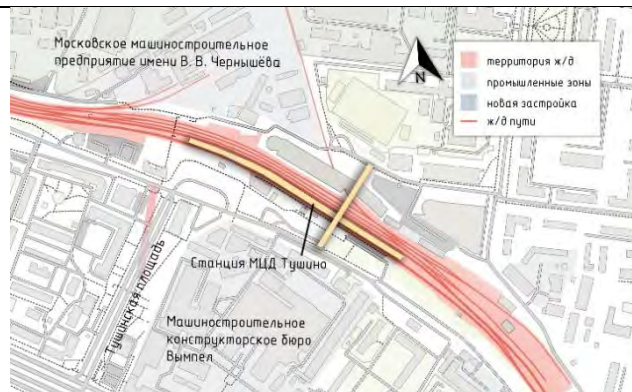 Московское машиностроительное
предприятие имени В. В. Чернышёва
N
территория ж/д
промышленные зоны
новая застройка
ж/д пути
Станция МЦД Тушино
Тушинская площадь
Машиностроительное
конструкторское бюро
Вымпел